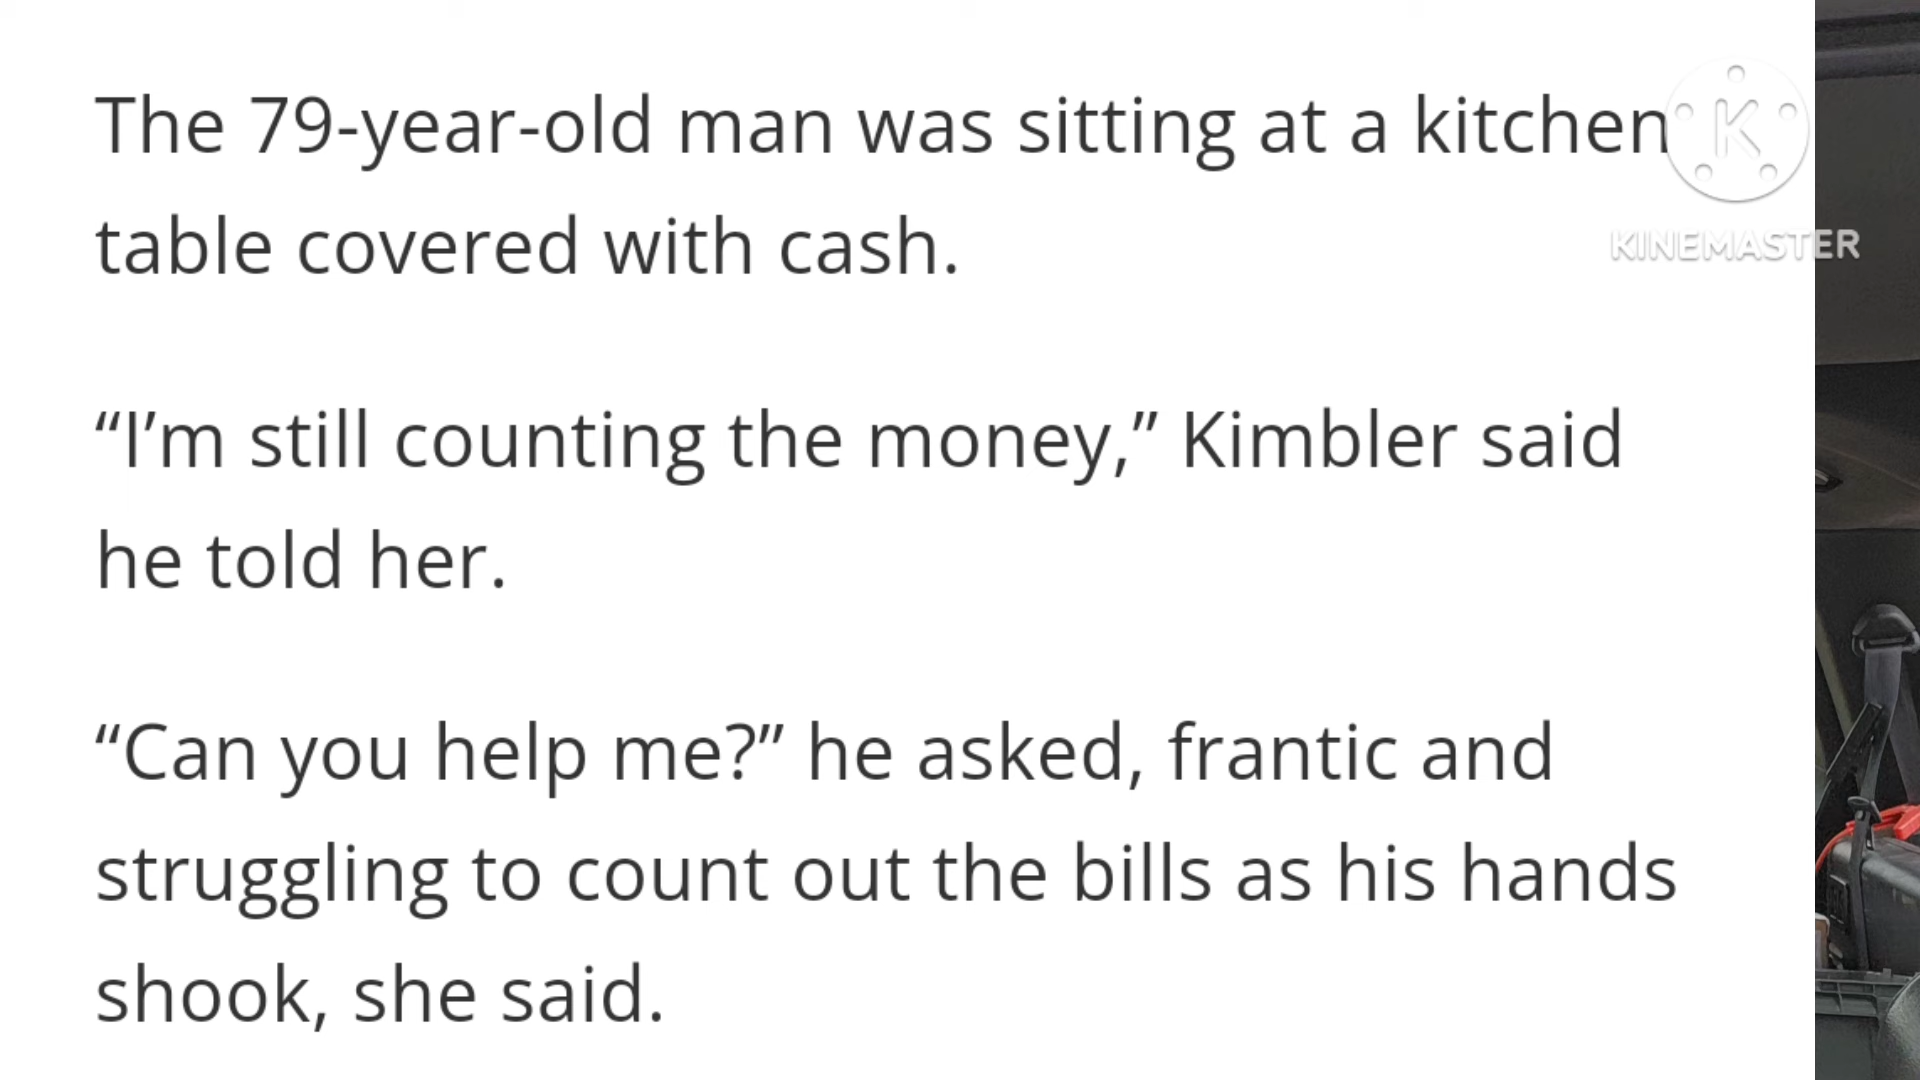 The 79-year-old man was sitting at a kitchen
table covered with cash.
“I’m still counting the money,” Kimbler said
he told her.
“Can you help me?” he asked, frantic and
struggling to count out the bills as his hands
shook, she said.
K
KINEMASTER